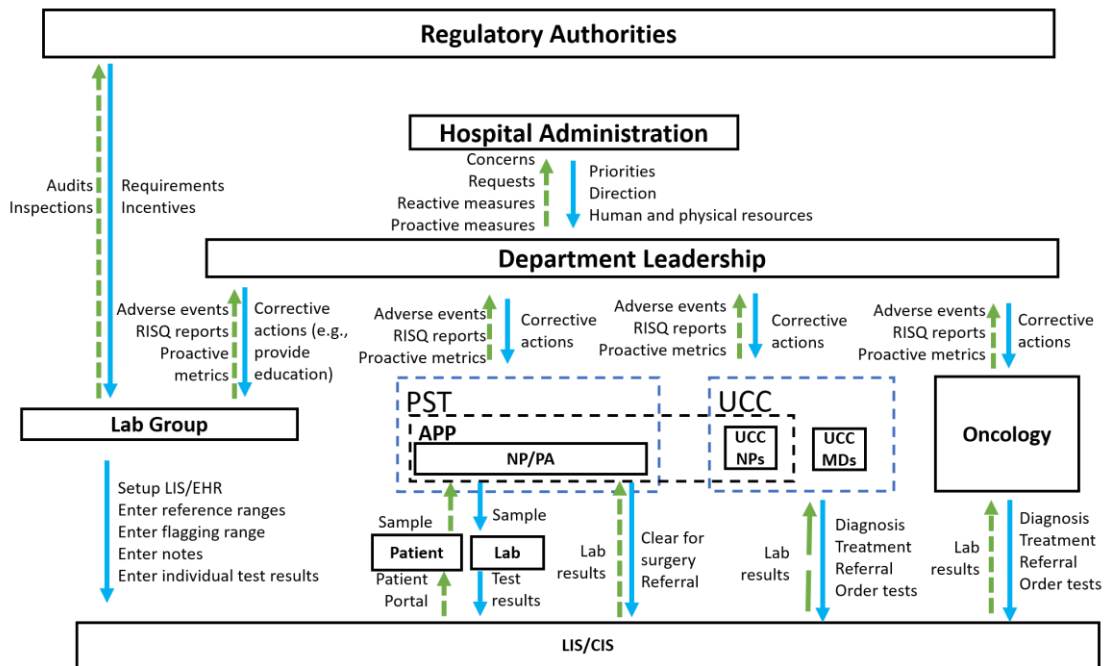 Regulatory Authorities
Hospital Administration
Audits
Inspections
Requirements
Incentives
Concerns
Requests
Reactive measures
Proactive measures
Priorities
Direction
Human and physical resources
Department Leadership
Adverse events
RISQ reports
Proactive
metrics
Corrective
actions (e.g.,
provide
education)
Adverse events
RISQ reports
Proactive metrics
Corrective
actions
Adverse events
RISQ reports
Proactive metrics
Corrective
actions
Adverse events
RISQ reports
Proactive metrics
Corrective
actions
Lab Group
PST
APP
NP/PA
UCC
UCC
NPs
UCC
MDs
Oncology
Setup LIS/EHR
Enter reference ranges
Enter flagging range
Enter notes
Enter individual test results
Sample
Patient
Patient
Portal
Sample
Lab
Test
results
Lab
results
Clear for
surgery
Referral
Lab
results
Diagnosis
Treatment
Referral
Order tests
Lab
results
Diagnosis
Treatment
Referral
Order tests
LIS/CIS